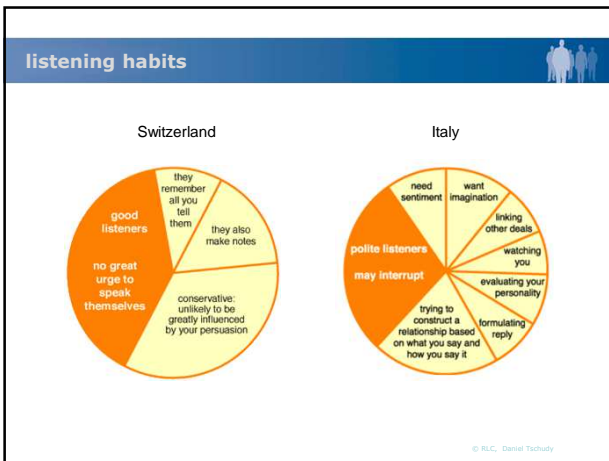 listening habits
Switzerland
Italy
they
remember
all you
tell
them
they also
make notes
conservative:
unlikely to be
greatly influenced
by your persuasion
good
listeners
no great
urge to
speak
themselves
need
sentiment
want
imagination
linking
other deals
watching
you
evaluating your
personality
formulating
reply
trying to
construct a
relationship based
on what you say and
how you say it
polite listeners
may interrupt
© RLC, Daniel Tschudy